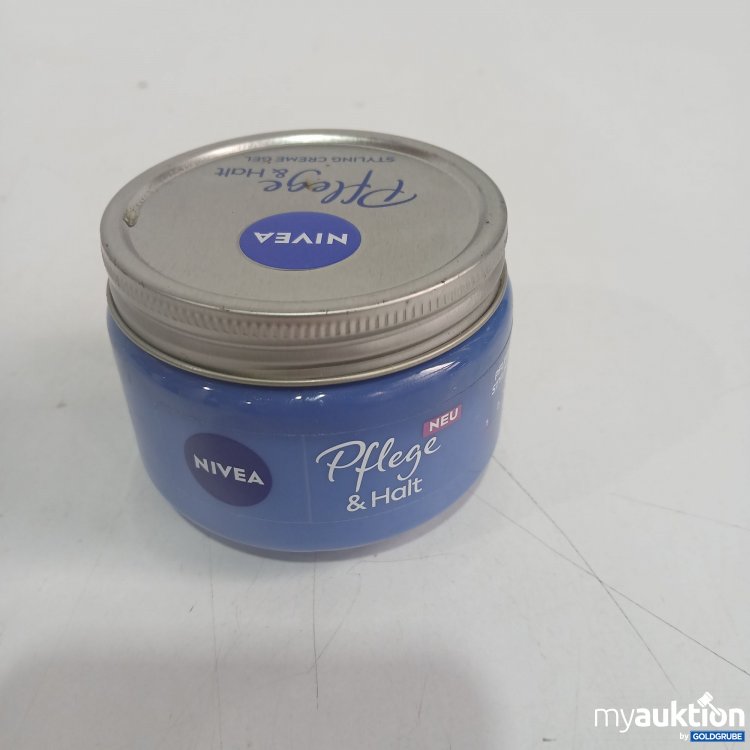 STYLING CREME GEL
Pflege
& Halt
NIVEA
NIVEA
Pflege
NEU
& Halt
myauktion
by GOLDGRUBE